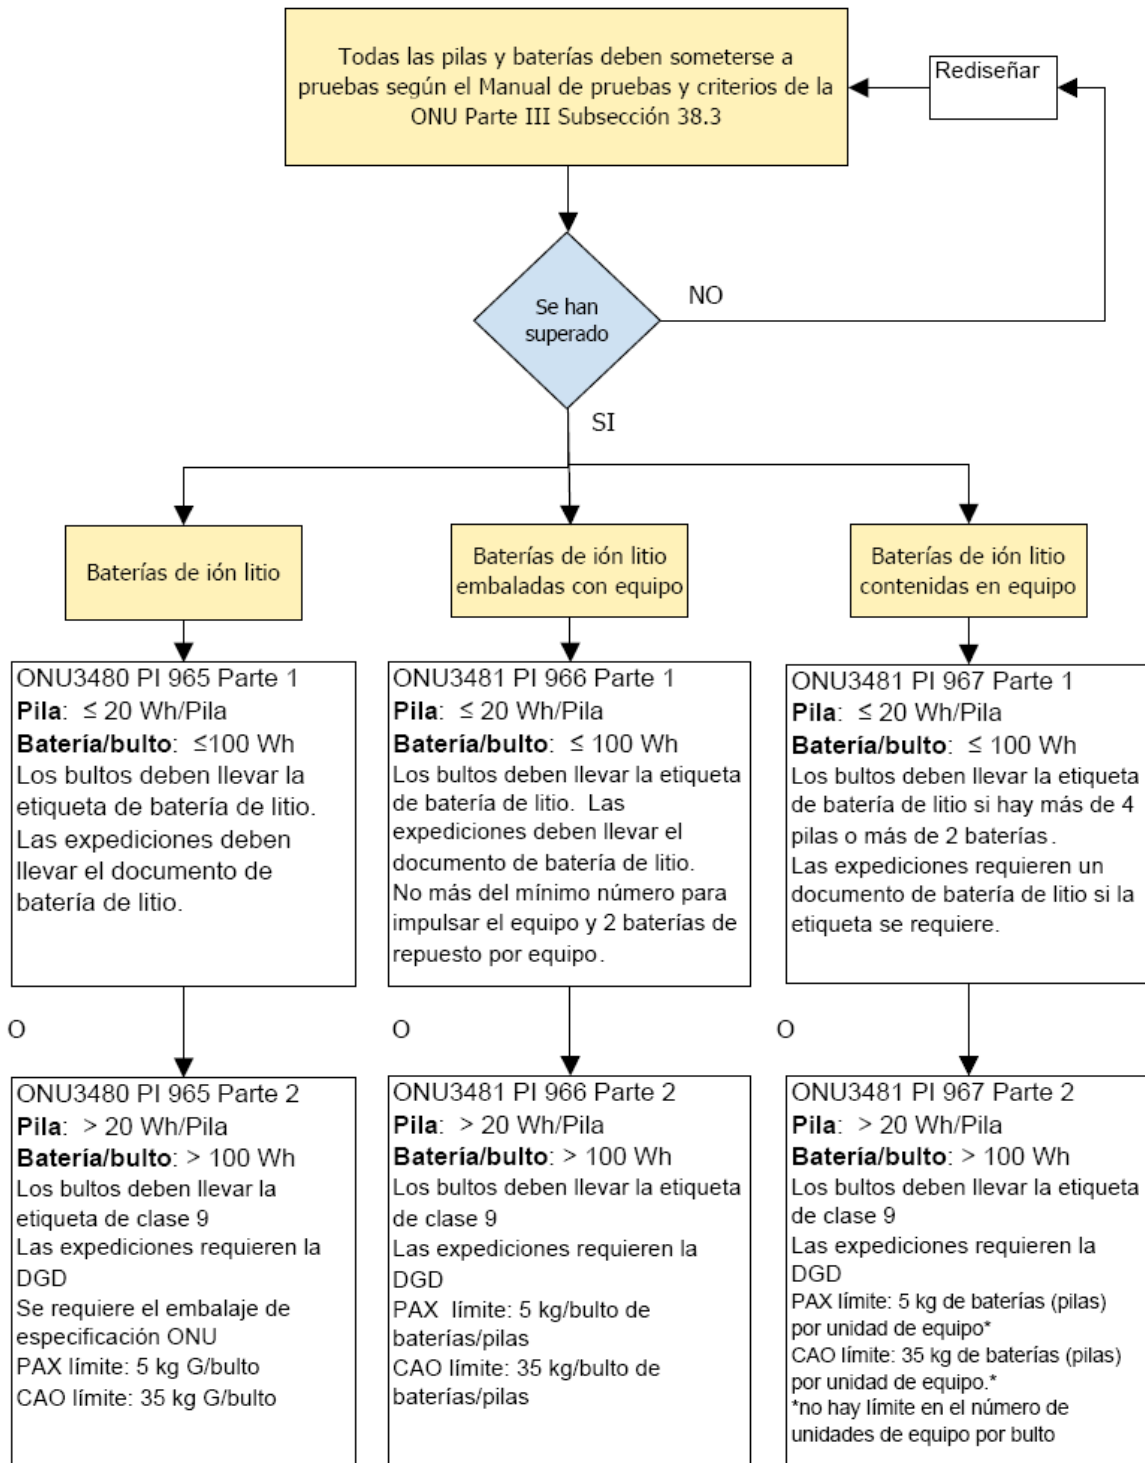 Todas las pilas y baterías deben someterse a
pruebas según el Manual de pruebas y criterios de la
ONU Parte III Subsección 38.3
Rediseñar
Se han
superado
NO
SI
Baterías de ión litio
Baterías de ión litio
embaladas con equipo
Baterías de ión litio
contenidas en equipo
ONU3480 PI 965 Parte 1
Pila: ≤ 20 Wh/Pila
Batería/bulto: ≤100 Wh
Los bultos deben llevar la
etiqueta de batería de litio.
Las expediciones deben
llevar el documento de
batería de litio.
ONU3481 PI 966 Parte 1
Pila: ≤ 20 Wh/Pila
Batería/bulto: ≤ 100 Wh
Los bultos deben llevar la etiqueta
de batería de litio. Las
expediciones deben llevar el
documento de batería de litio.
No más del mínimo número para
impulsar el equipo y 2 baterías de
repuesto por equipo.
ONU3481 PI 967 Parte 1
Pila: ≤ 20 Wh/Pila
Batería/bulto: ≤ 100 Wh
Los bultos deben llevar la etiqueta
de batería de litio si hay más de 4
pilas o más de 2 baterías.
Las expediciones requieren un
documento de batería de litio si la
etiqueta se requiere.
O
O
O
ONU3480 PI 965 Parte 2
Pila: > 20 Wh/Pila
Batería/bulto: > 100 Wh
Los bultos deben llevar la
etiqueta de clase 9
Las expediciones requieren la
DGD
Se requiere el embalaje de
especificación ONU
PAX límite: 5 kg G/bulto
CAO límite: 35 kg G/bulto
ONU3481 PI 966 Parte 2
Pila: > 20 Wh/Pila
Batería/bulto: > 100 Wh
Los bultos deben llevar la etiqueta
de clase 9
Las expediciones requieren la
DGD
PAX límite: 5 kg/bulto de
baterías/pilas
CAO límite: 35 kg/bulto de
baterías/pilas
ONU3481 PI 967 Parte 2
Pila: > 20 Wh/Pila
Batería/bulto: > 100 Wh
Los bultos deben llevar la etiqueta
de clase 9
Las expediciones requieren la
DGD
PAX límite: 5 kg de baterías (pilas)
por unidad de equipo*
CAO límite: 35 kg de baterías (pilas)
por unidad de equipo.*
*no hay límite en el número de
unidades de equipo por bulto